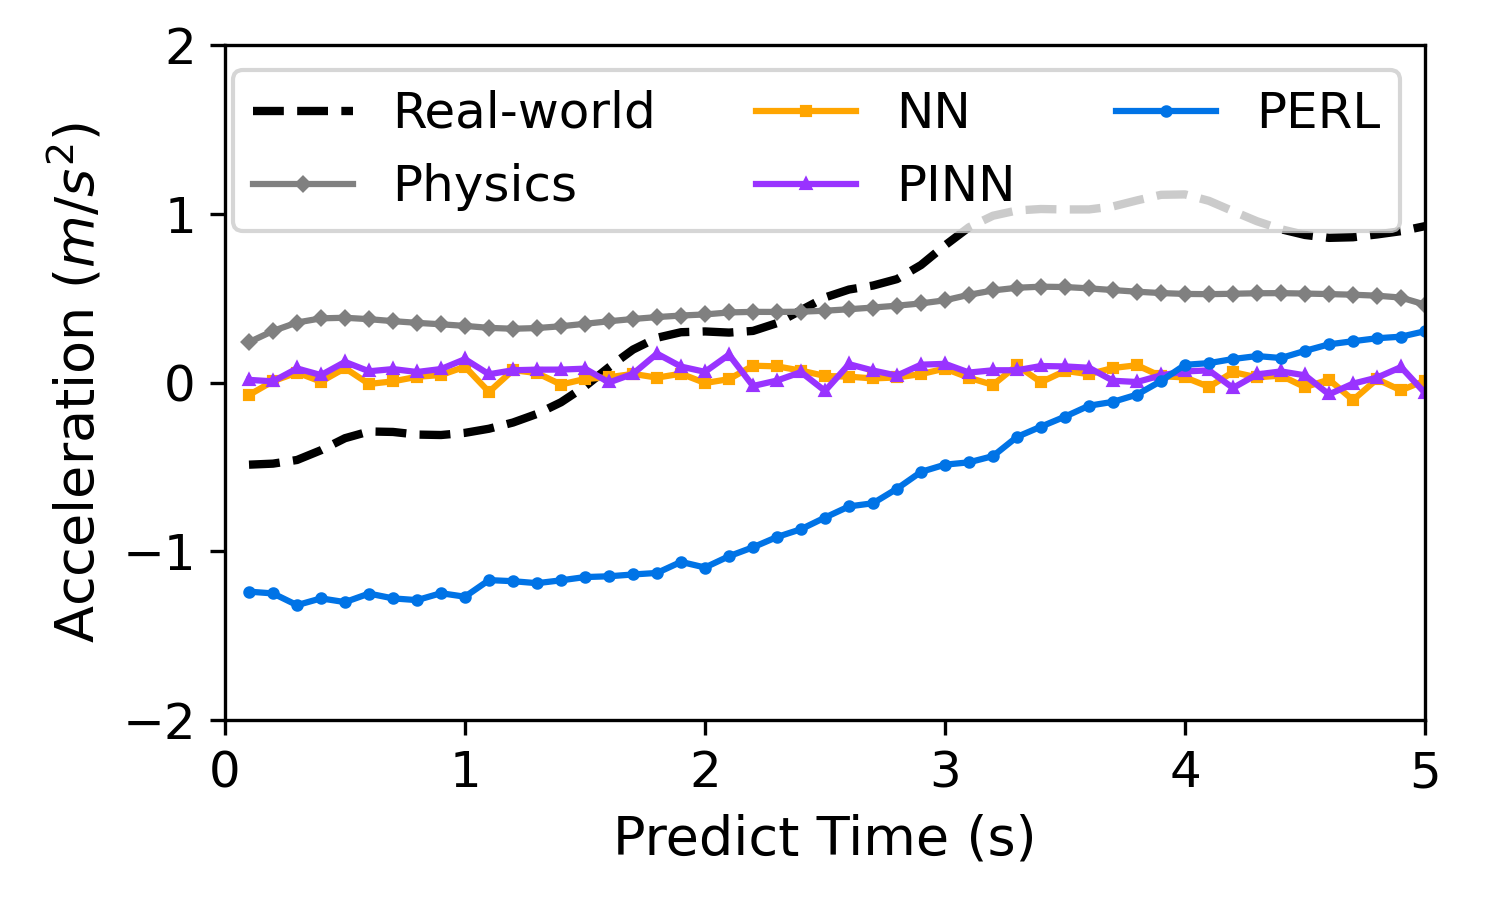 2
1
0
−1
−2
Acceleration (m/s²)
Real-world
Physics
NN
PINN
PERL
0 1 2 3 4 5
Predict Time (s)